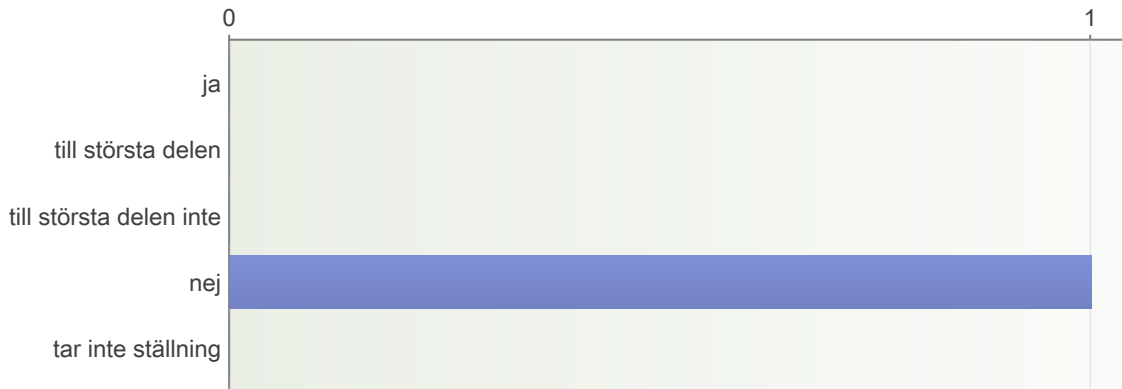 0 1
ja
till största delen
till största delen inte
nej
tar inte ställning